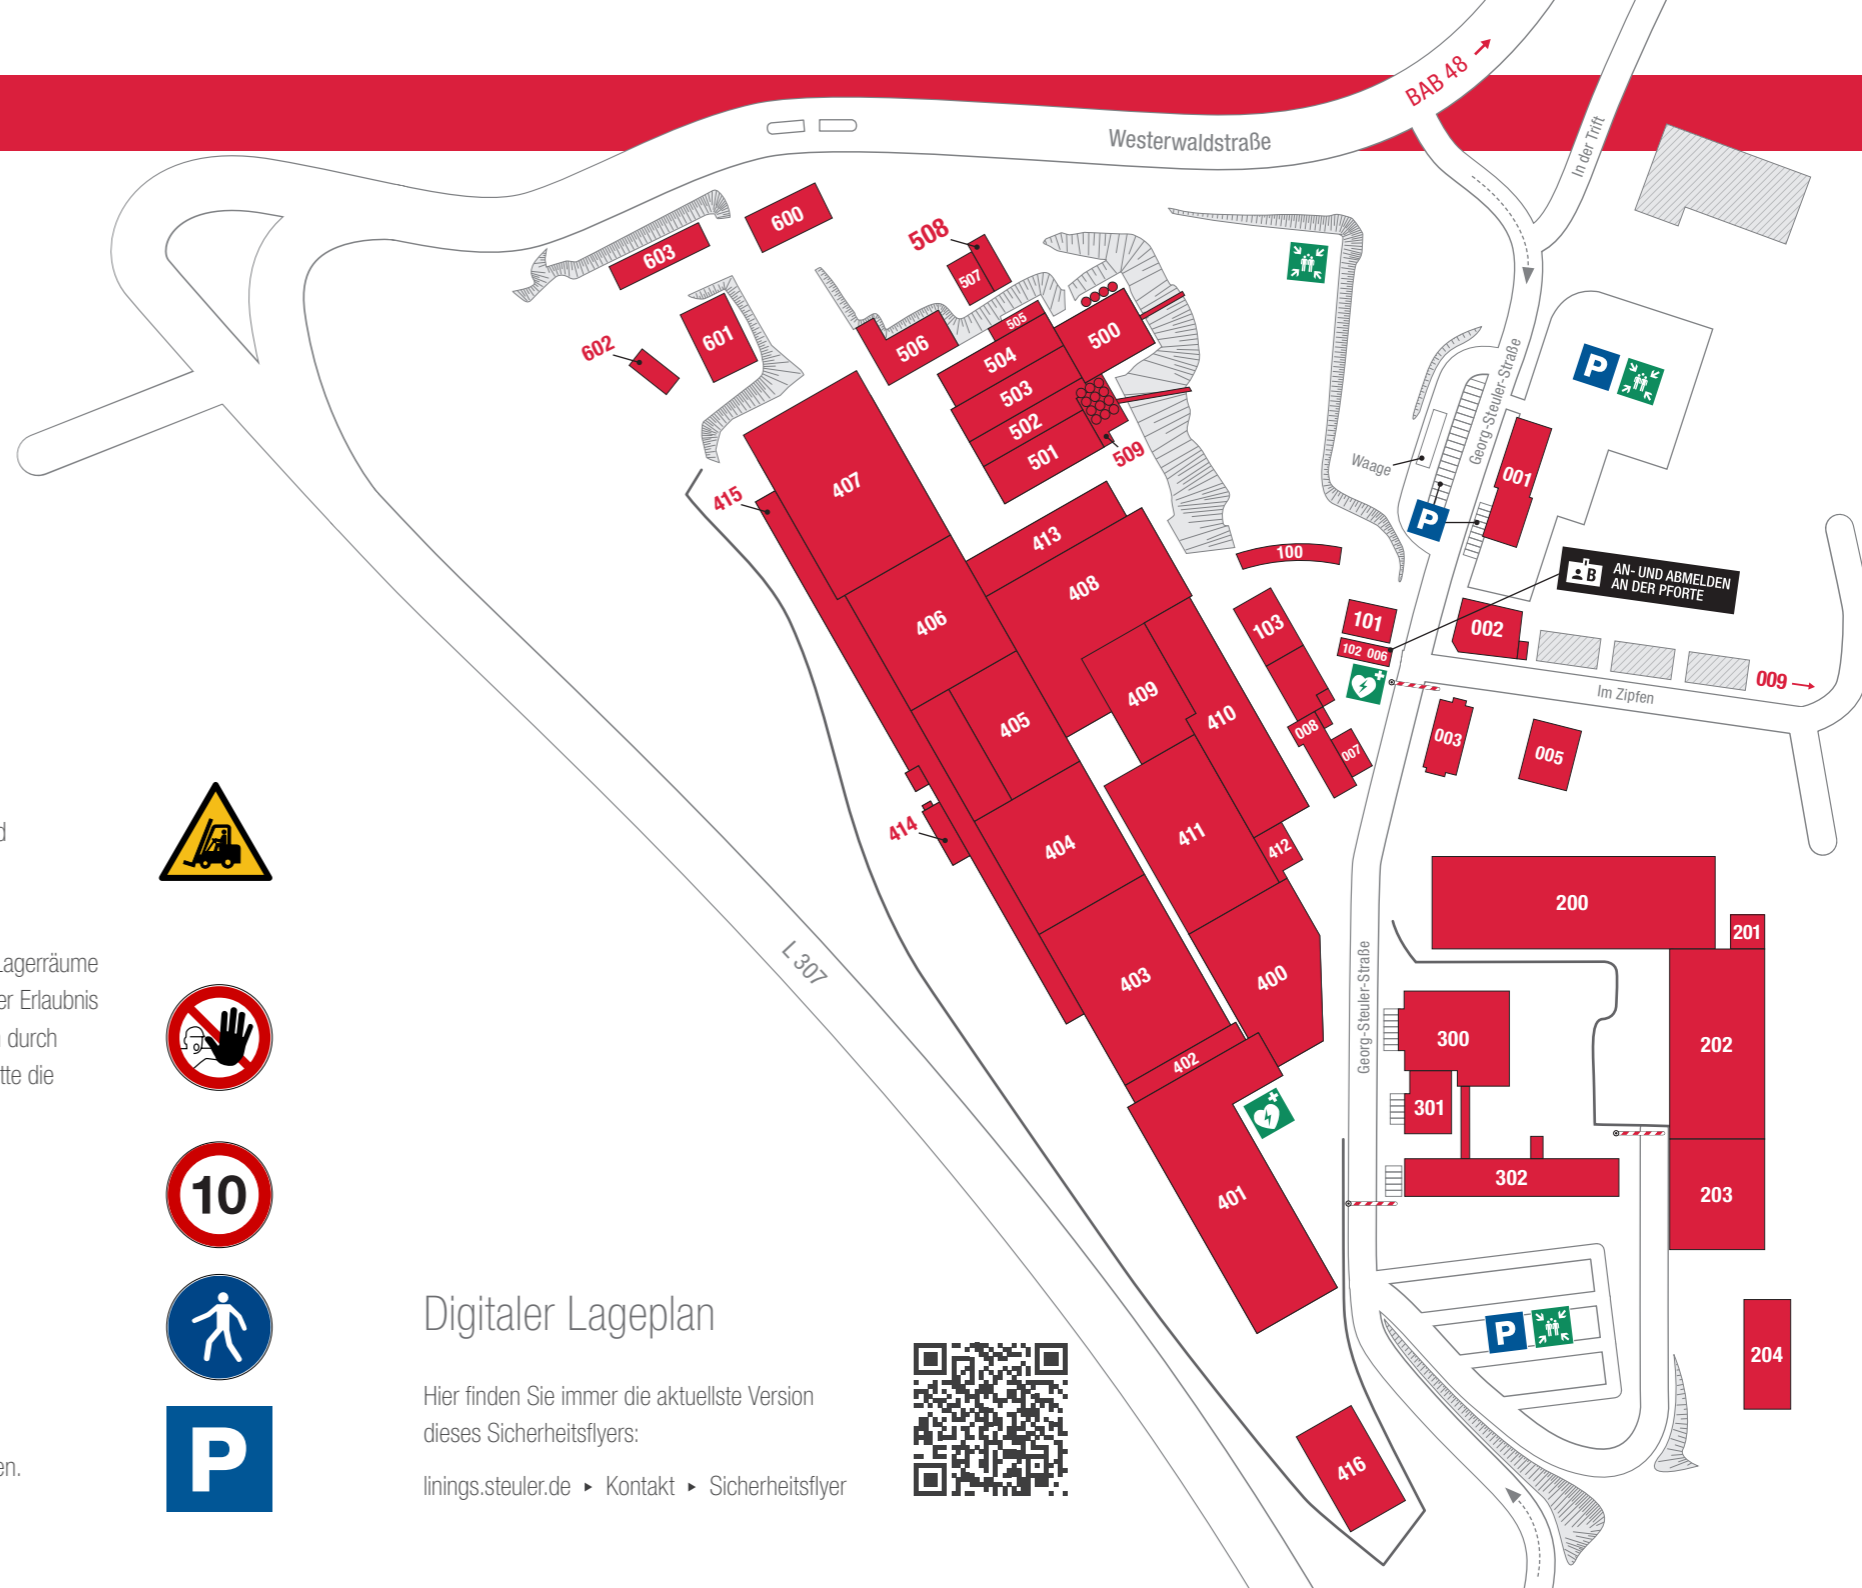 BAB 48
Westerwaldstraße
In der Trift
600
603
508
507
602
601
506
505
504
500
503
502
501
509
Georg-Steuler-Straße
P
Waage
001
P
407
415
413
100
408
406
AN- UND ABMELDEN
AN DER PFORTE
B
103
101
002
102 006
009
Im Zipfen
409
405
410
008
007
003
005
d
414
404
411
412
200
201
Lagerräume
er Erlaubnis
durch
tte die
L 307
403
400
Georg-Steuler-Straße
300
202
402
301
401
302
203
10
Digitaler Lageplan
P
204
Hier finden Sie immer die aktuellste Version
dieses Sicherheitsflyers:
en.
P
linings.steuler.de ▸ Kontakt ▸ Sicherheitsflyer
416